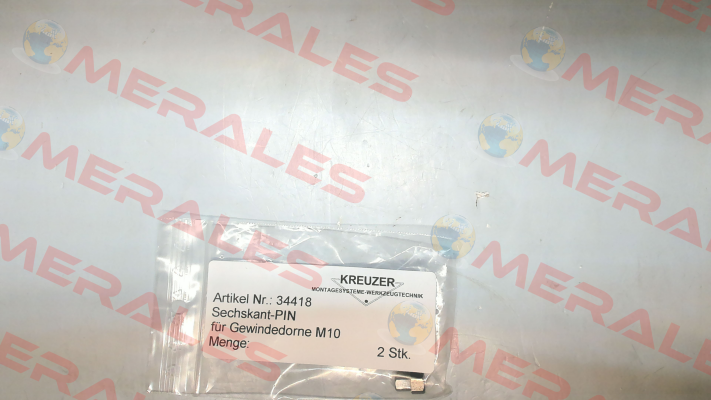 MERALES
MERALES
MERALES
MERALES
MERALES
MERALES
KREUZER
MONTAGESYSTEME-WERKZEUGTECHNIK
Artikel Nr.: 34418
Sechskant-PIN
für Gewindedorne M10
Menge: 2 Stk.